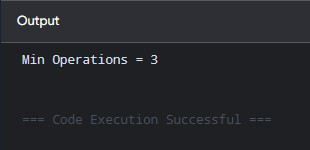 Output
Min Operations = 3
=== Code Execution Successful ===